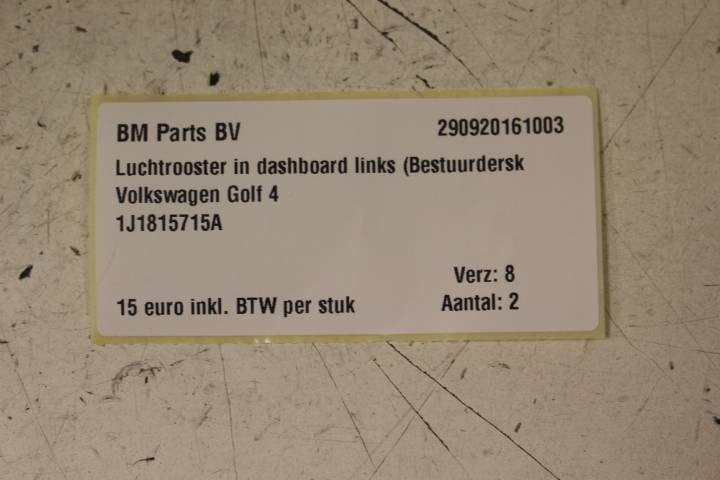 BM Parts BV 290920161003
Luchtrooster in dashboard links (Bestuurdersk
Volkswagen Golf 4
1J1815715A
Verz: 8
15 euro inkl. BTW per stuk Aantal: 2